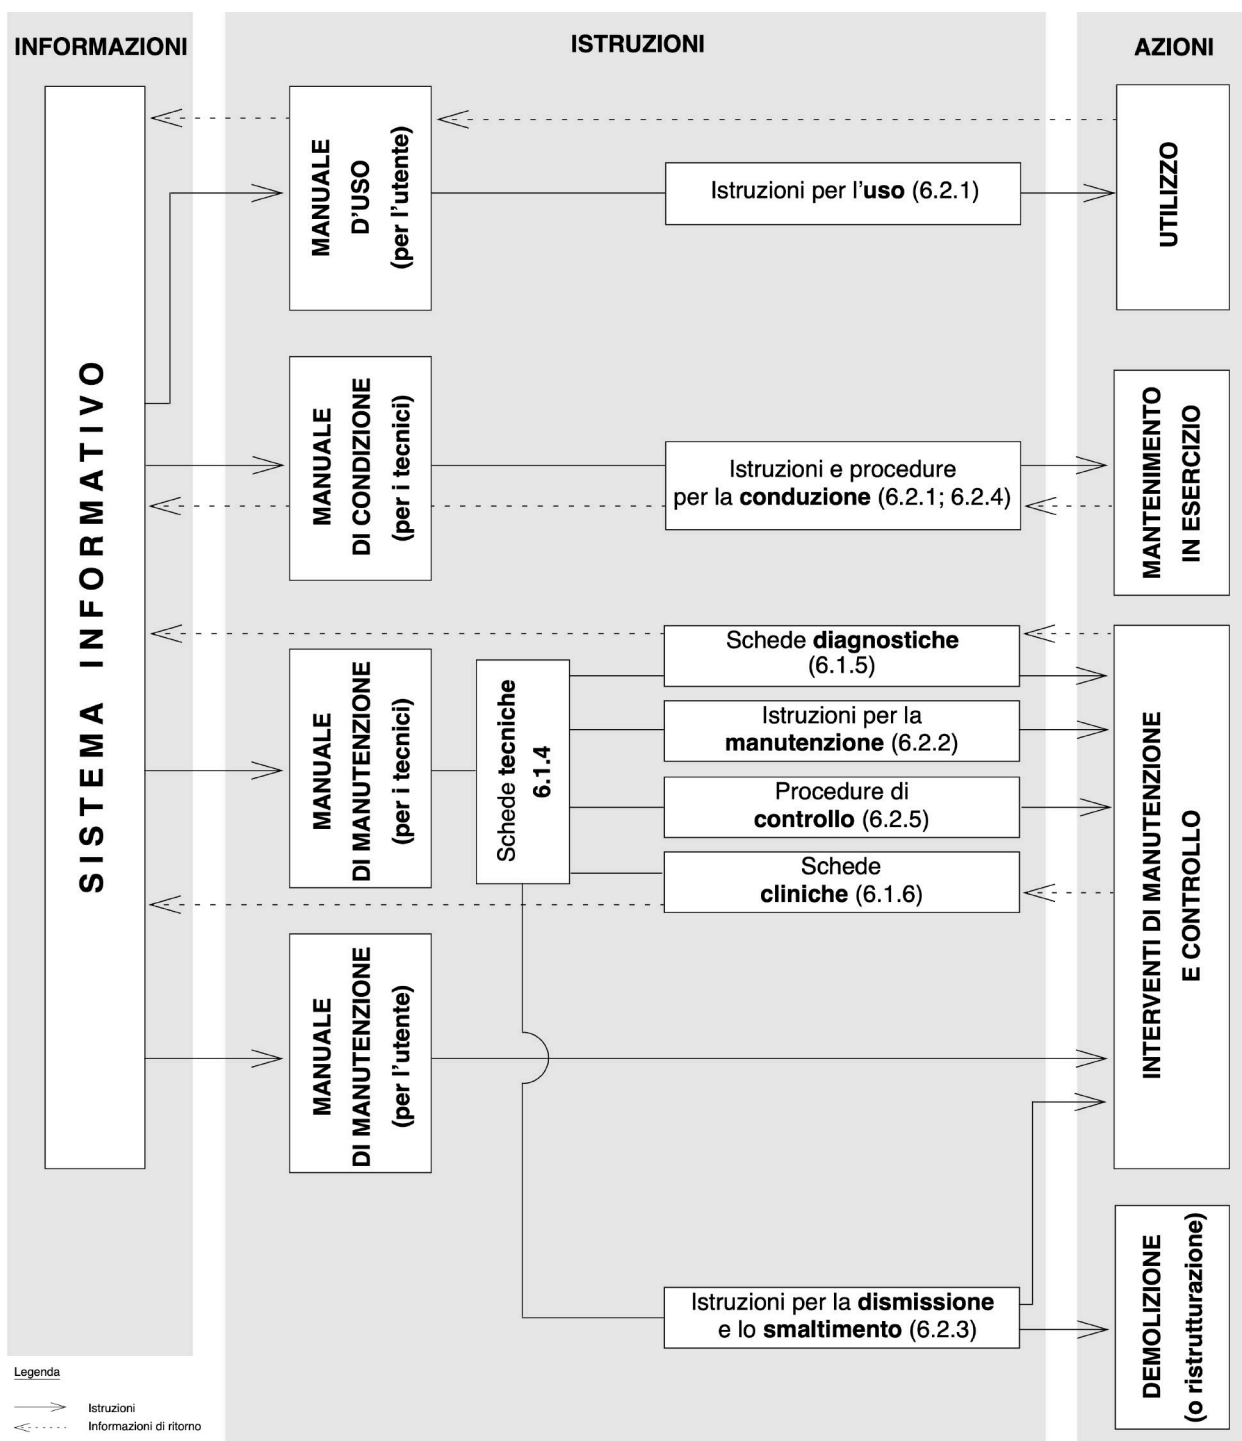 INFORMAZIONI
ISTRUZIONI
AZIONI
SISTEMA INFORMATIVO
MANUALE
D'USO
(per l'utente)
Istruzioni per l'uso (6.2.1)
UTILIZZO
MANUALE
DI CONDIZIONE
(per i tecnici)
Istruzioni e procedure
per la conduzione (6.2.1; 6.2.4)
MANTENIMENTO
IN ESERCIZIO
MANUALE
DI MANUTENZIONE
(per i tecnici)
Schede tecniche
6.1.4
Schede diagnostiche
(6.1.5)
Istruzioni per la
manutenzione (6.2.2)
Procedure di
controllo (6.2.5)
Schede
cliniche (6.1.6)
INTERVENTI DI MANUTENZIONE
E CONTROLLO
MANUALE
DI MANUTENZIONE
(per l'utente)
Istruzioni per la dismissione
e lo smaltimento (6.2.3)
DEMOLIZIONE
(o ristrutturazione)
Legenda
Istruzioni
Informazioni di ritorno